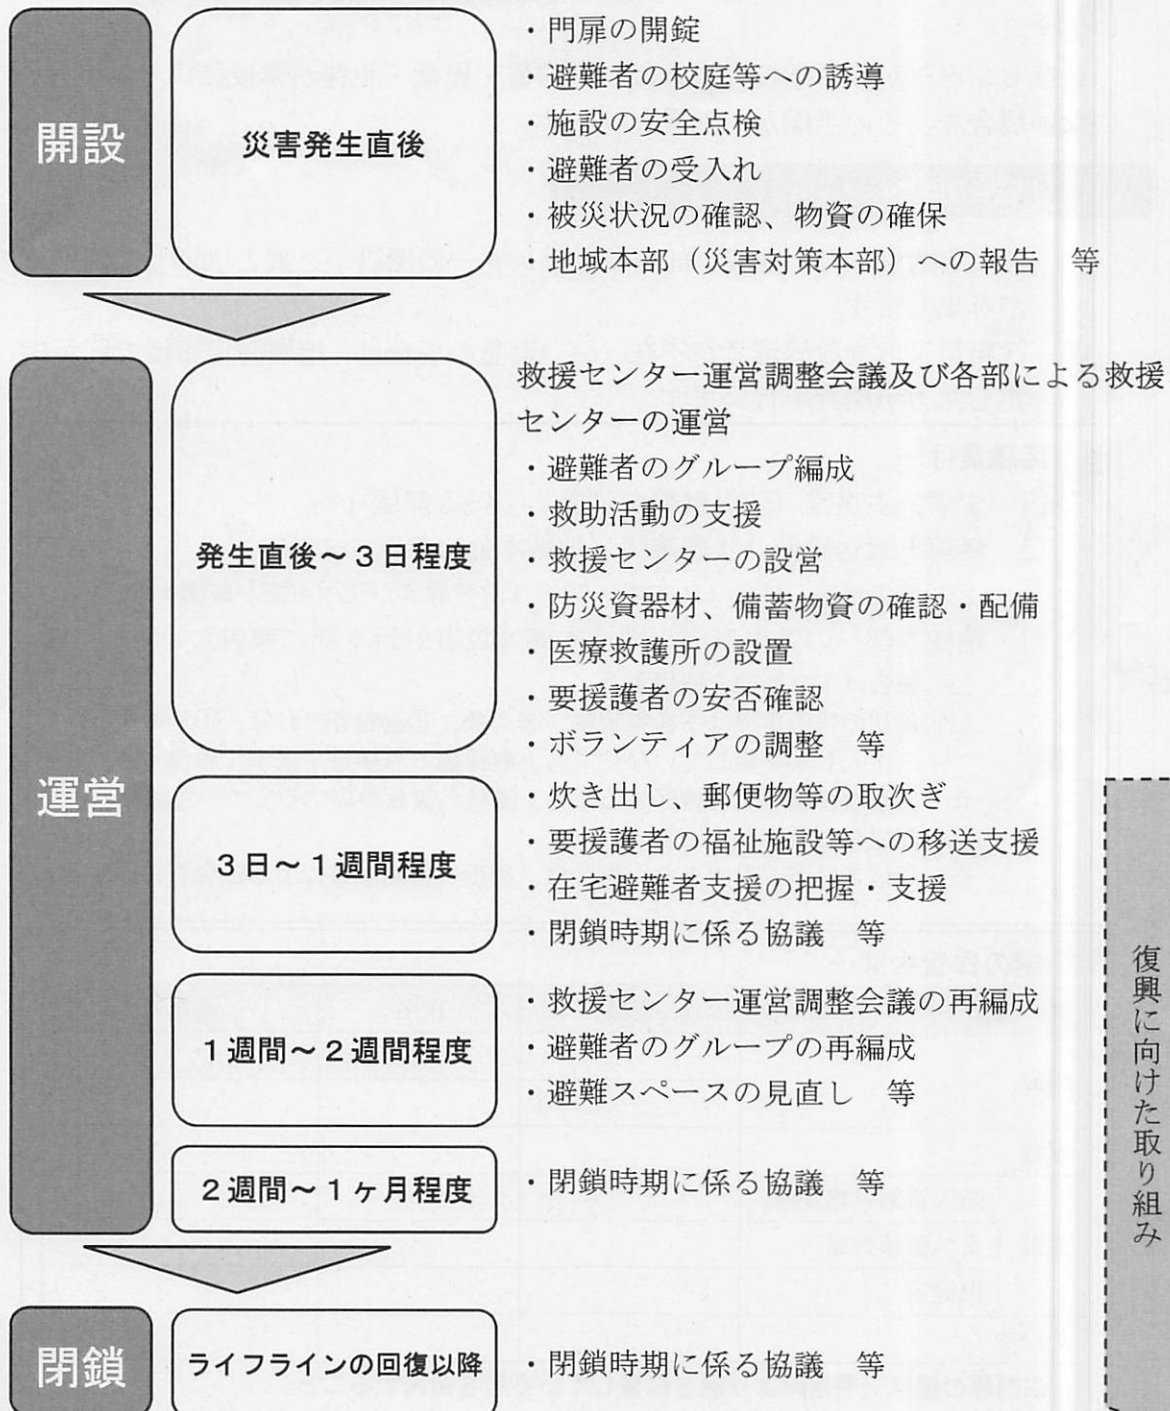 開設
災害発生直後
・門扉の開錠
・避難者の校庭等への誘導
・施設の安全点検
・避難者の受入れ
・被災状況の確認、物資の確保
・地域本部（災害対策本部）への報告　等
運営
発生直後～３日程度
救援センター運営調整会議及び各部による救援
センターの運営
・避難者のグループ編成
・救助活動の支援
・救援センターの設営
・防災資器材、備蓄物資の確認・配備
・医療救護所の設置
・要援護者の安否確認
・ボランティアの調整　等
３日～１週間程度
・炊き出し、郵便物等の取次ぎ
・要援護者の福祉施設等への移送支援
・在宅避難者支援の把握・支援
・閉鎖時期に係る協議　等
１週間～２週間程度
・救援センター運営調整会議の再編成
・避難者のグループの再編成
・避難スペースの見直し　等
２週間～１ヶ月程度
・閉鎖時期に係る協議　等
閉鎖
ライフラインの回復以降
・閉鎖時期に係る協議　等
復興に向けた取り組み